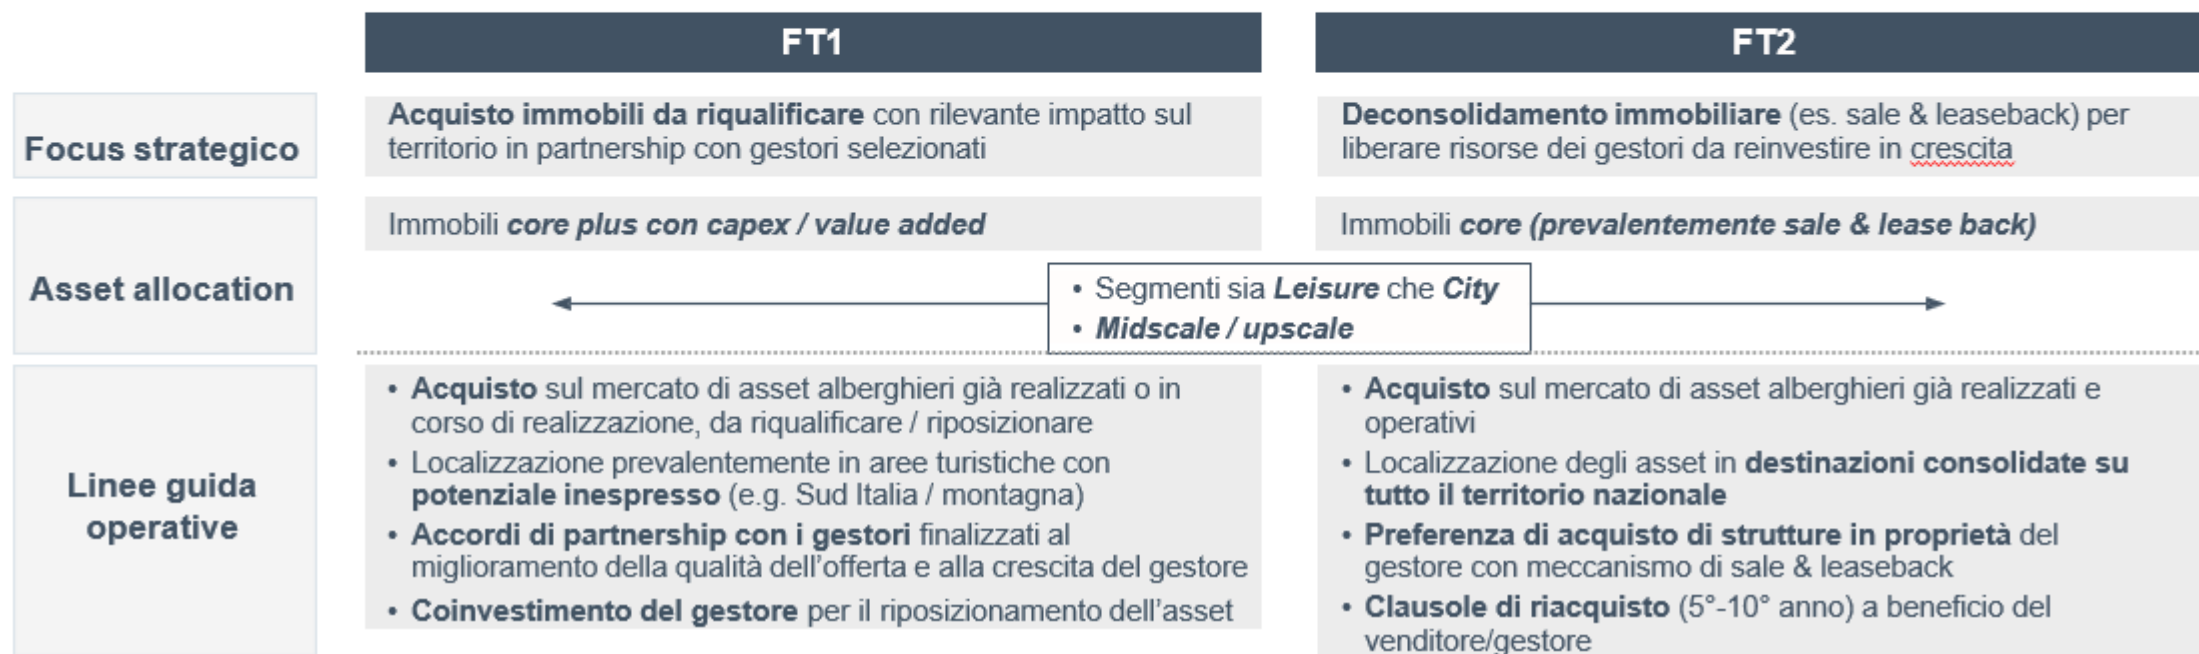 FT1
FT2
Focus strategico
Acquisto immobili da riqualificare con rilevante impatto sul
territorio in partnership con gestori selezionati
Deconsolidamento immobiliare (es. sale & leaseback) per
liberare risorse dei gestori da reinvestire in crescita
Asset allocation
Immobili core plus con capex / value added
Immobili core (prevalentemente sale & lease back)
• Segmenti sia Leisure che City
• Midscale / upscale
Linee guida
operative
• Acquisto sul mercato di asset alberghieri già realizzati o in
corso di realizzazione, da riqualificare / riposizionare
• Localizzazione prevalentemente in aree turistiche con
potenziale inespresso (e.g. Sud Italia / montagna)
• Accordi di partnership con i gestori finalizzati al
miglioramento della qualità dell'offerta e alla crescita del gestore
• Coinvestimento del gestore per il riposizionamento dell'asset
• Acquisto sul mercato di asset alberghieri già realizzati e
operativi
• Localizzazione degli asset in destinazioni consolidate su
tutto il territorio nazionale
• Preferenza di acquisto di strutture in proprietà del
gestore con meccanismo di sale & leaseback
• Clausole di riacquisto (5°-10° anno) a beneficio del
venditore/gestore